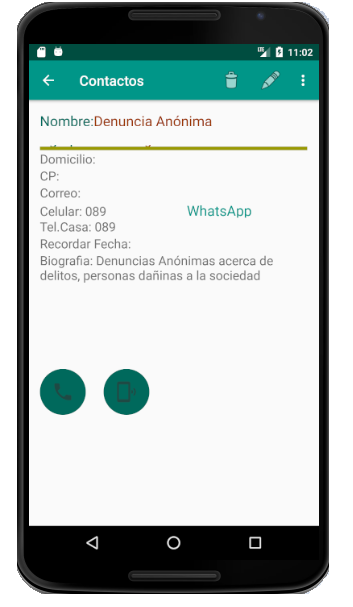 11:02
Contactos
Nombre:Denuncia Anónima
Domicilio:
CP:
Correo:
Celular: 089 WhatsApp
Tel.Casa: 089
Recordar Fecha:
Biografia: Denuncias Anónimas acerca de
delitos, personas dañinas a la sociedad